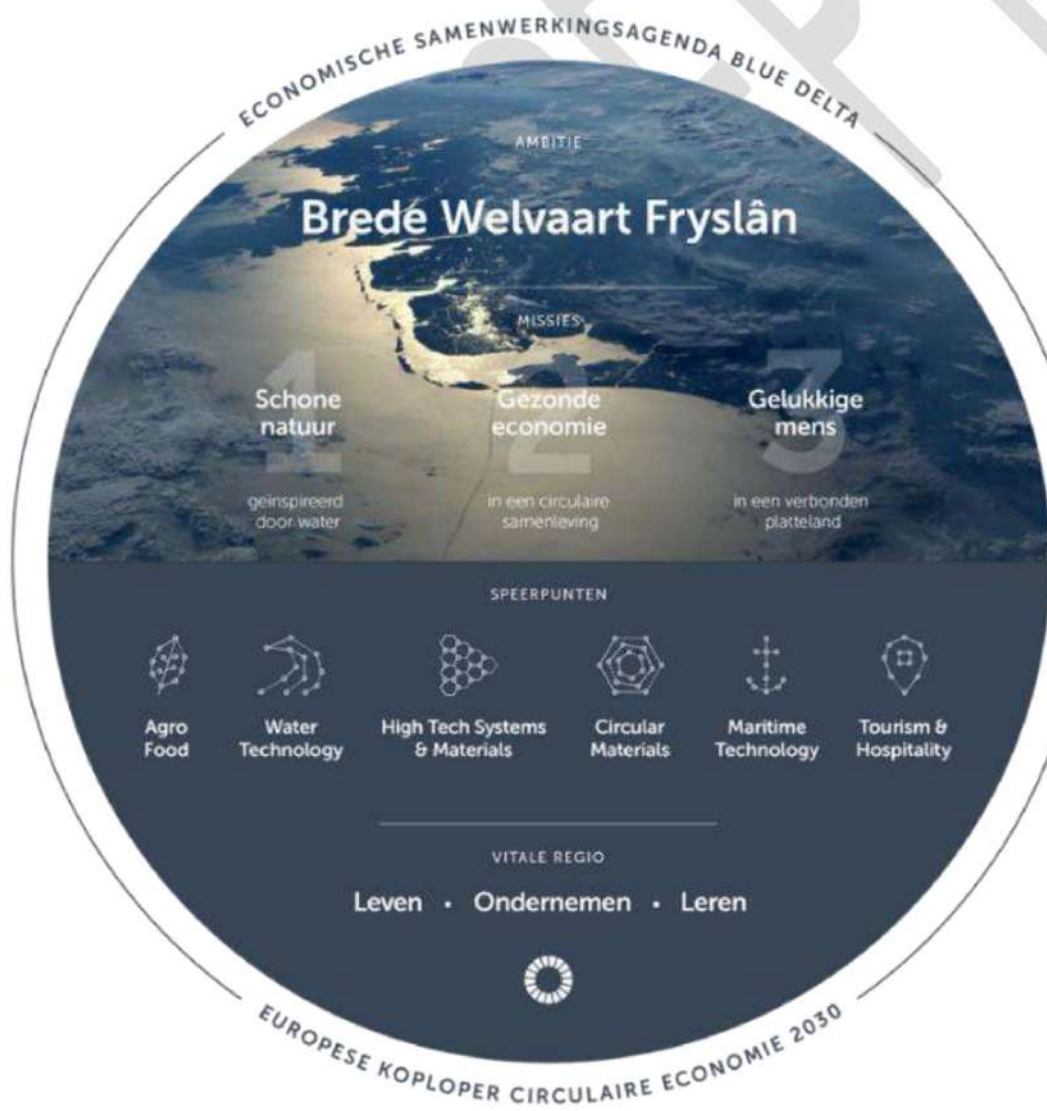 ECONOMISCHE SAMENWERKINGSAGENDA BLUE DELTA
AMBITIE
Brede Welvaart Fryslân
MISSIES
1
Schone
natuur
geinspireerd
door water
2
Gezonde
economie
in een circulaire
samenleving
3
Gelukkige
mens
in een verbonden
platteland
SPEERPUNTEN
Agro
Food
Water
Technology
High Tech Systems
& Materials
Circular
Materials
Maritime
Technology
Tourism &
Hospitality
VITALE REGIO
Leven · Ondernemen · Leren
EUROPESE KOPLOPER CIRCULAIRE ECONOMIE 2030